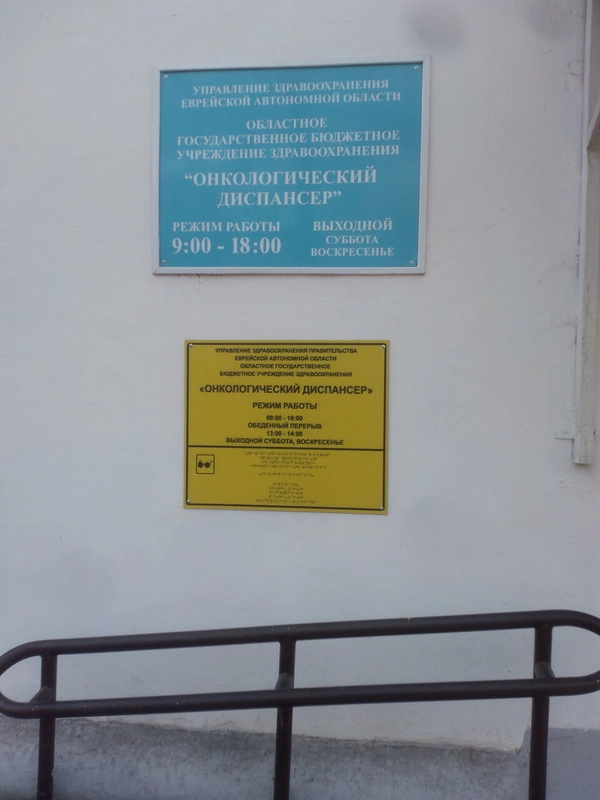 УПРАВЛЕНИЕ ЗДРАВООХРАНЕНИЯ
ЕВРЕЙСКОЙ АВТОНОМНОЙ ОБЛАСТИ
ОБЛАСТНОЕ
ГОСУДАРСТВЕННОЕ БЮДЖЕТНОЕ
УЧРЕЖДЕНИЕ ЗДРАВООХРАНЕНИЯ
“ОНКОЛОГИЧЕСКИЙ
ДИСПАНСЕР”
РЕЖИМ РАБОТЫ
9:00 - 18:00
ВЫХОДНОЙ
СУББОТА
ВОСКРЕСЕНЬЕ
УПРАВЛЕНИЕ ЗДРАВООХРАНЕНИЯ ПРАВИТЕЛЬСТВА
ЕВРЕЙСКОЙ АВТОНОМНОЙ ОБЛАСТИ
ОБЛАСТНОЕ ГОСУДАРСТВЕННОЕ
БЮДЖЕТНОЕ УЧРЕЖДЕНИЕ ЗДРАВООХРАНЕНИЯ
«ОНКОЛОГИЧЕСКИЙ ДИСПАНСЕР»
РЕЖИМ РАБОТЫ
09:00 - 18:00
ОБЕДЕННЫЙ ПЕРЕРЫВ
13:00 - 14:00
ВЫХОДНОЙ СУББОТА, ВОСКРЕСЕНЬЕ